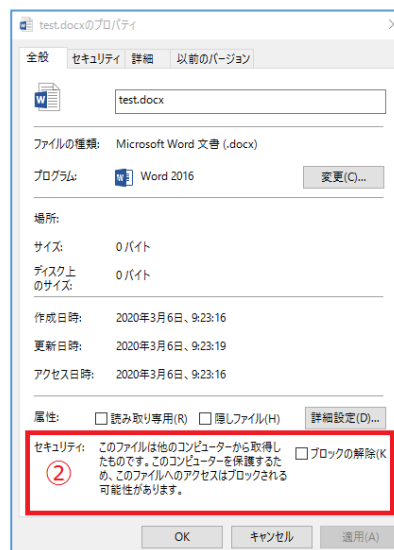 test.docxのプロパティ
全般 セキュリティ 詳細 以前のバージョン
test.docx
ファイルの種類: Microsoft Word 文書 (.docx)
プログラム: Word 2016 変更(C)...
場所:
サイズ: 0 バイト
ディスク上
のサイズ: 0 バイト
作成日時: 2020年3月6日、9:23:16
更新日時: 2020年3月6日、9:23:19
アクセス日時: 2020年3月6日、9:23:16
属性: 読み取り専用(R) 隠しファイル(H) 詳細設定(D)...
セキュリティ: このファイルは他のコンピューターから取得し
たものです。このコンピューターを保護するた
め、このファイルへのアクセスはブロックされる
可能性があります。
ブロックの解除(K
②
OK キャンセル 適用(A)